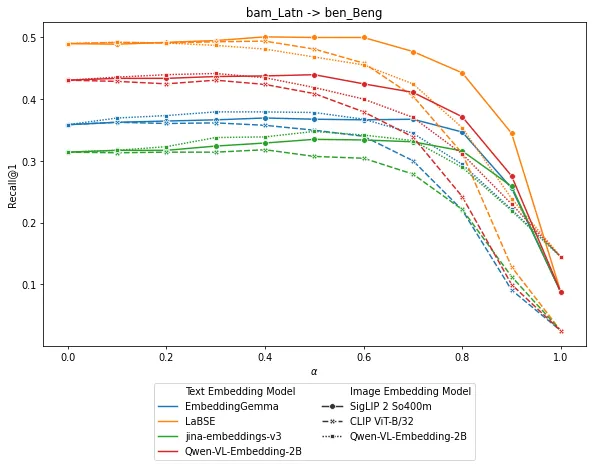 bam_Latn -> ben_Beng
Recall@1
0.5
0.4
0.3
0.2
0.1
0.0 0.2 0.4 0.6 0.8 1.0
α
Text Embedding Model Image Embedding Model
EmbeddingGemma SigLIP 2 So400m
LaBSE CLIP ViT-B/32
jina-embeddings-v3 Qwen-VL-Embedding-2B
Qwen-VL-Embedding-2B